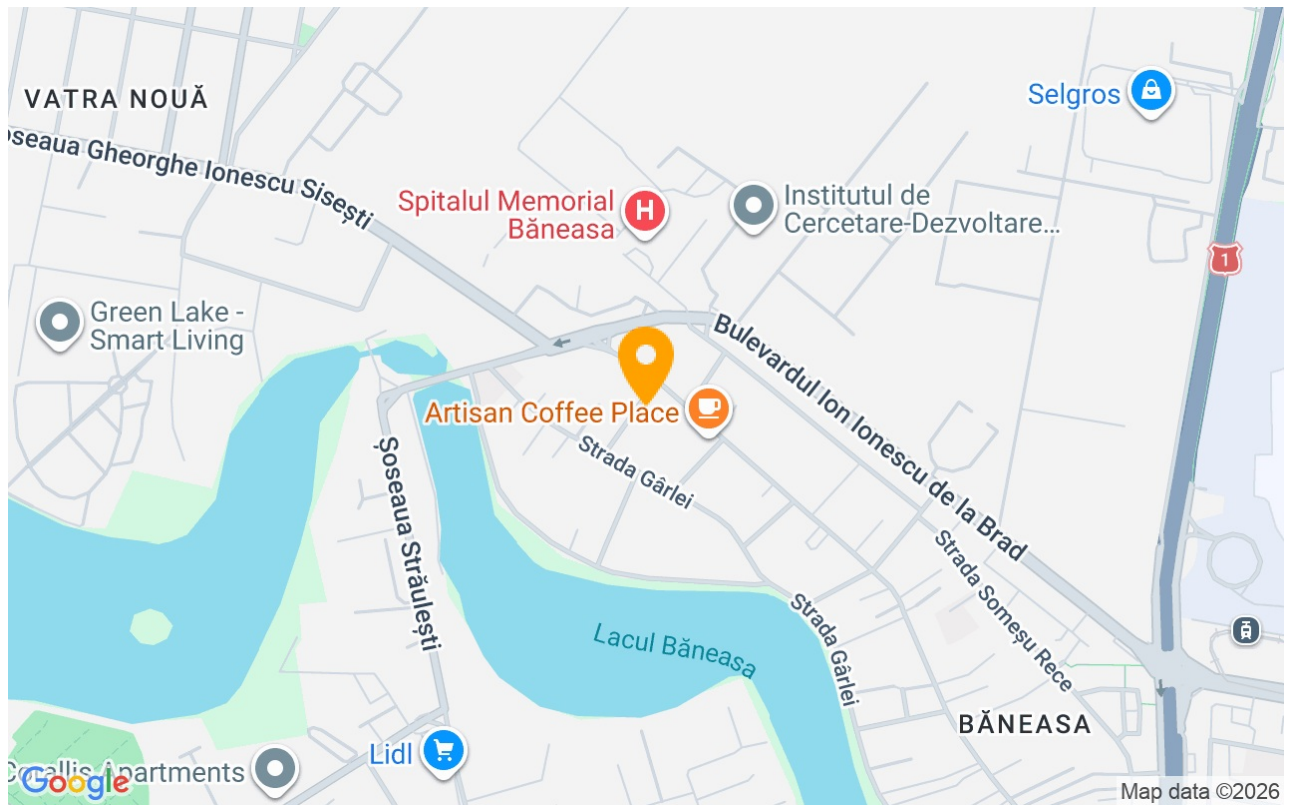 VATRA NOUĂ
Selgros
oseaua Gheorghe Ionescu Sisești
Spitalul Memorial
Băneasa
H
Institutul de
Cercetare-Dezvoltare...
1
Green Lake -
Smart Living
Bulevardul Ion Ionescu de la Brad
Artisan Coffee Place
Strada Gârlei
Șoseaua Străulești
Strada Someșu Rece
Strada Gârlei
Lacul Băneasa
BĂNEASA
Lidl
Corallis Apartments
Google
Map data ©2026